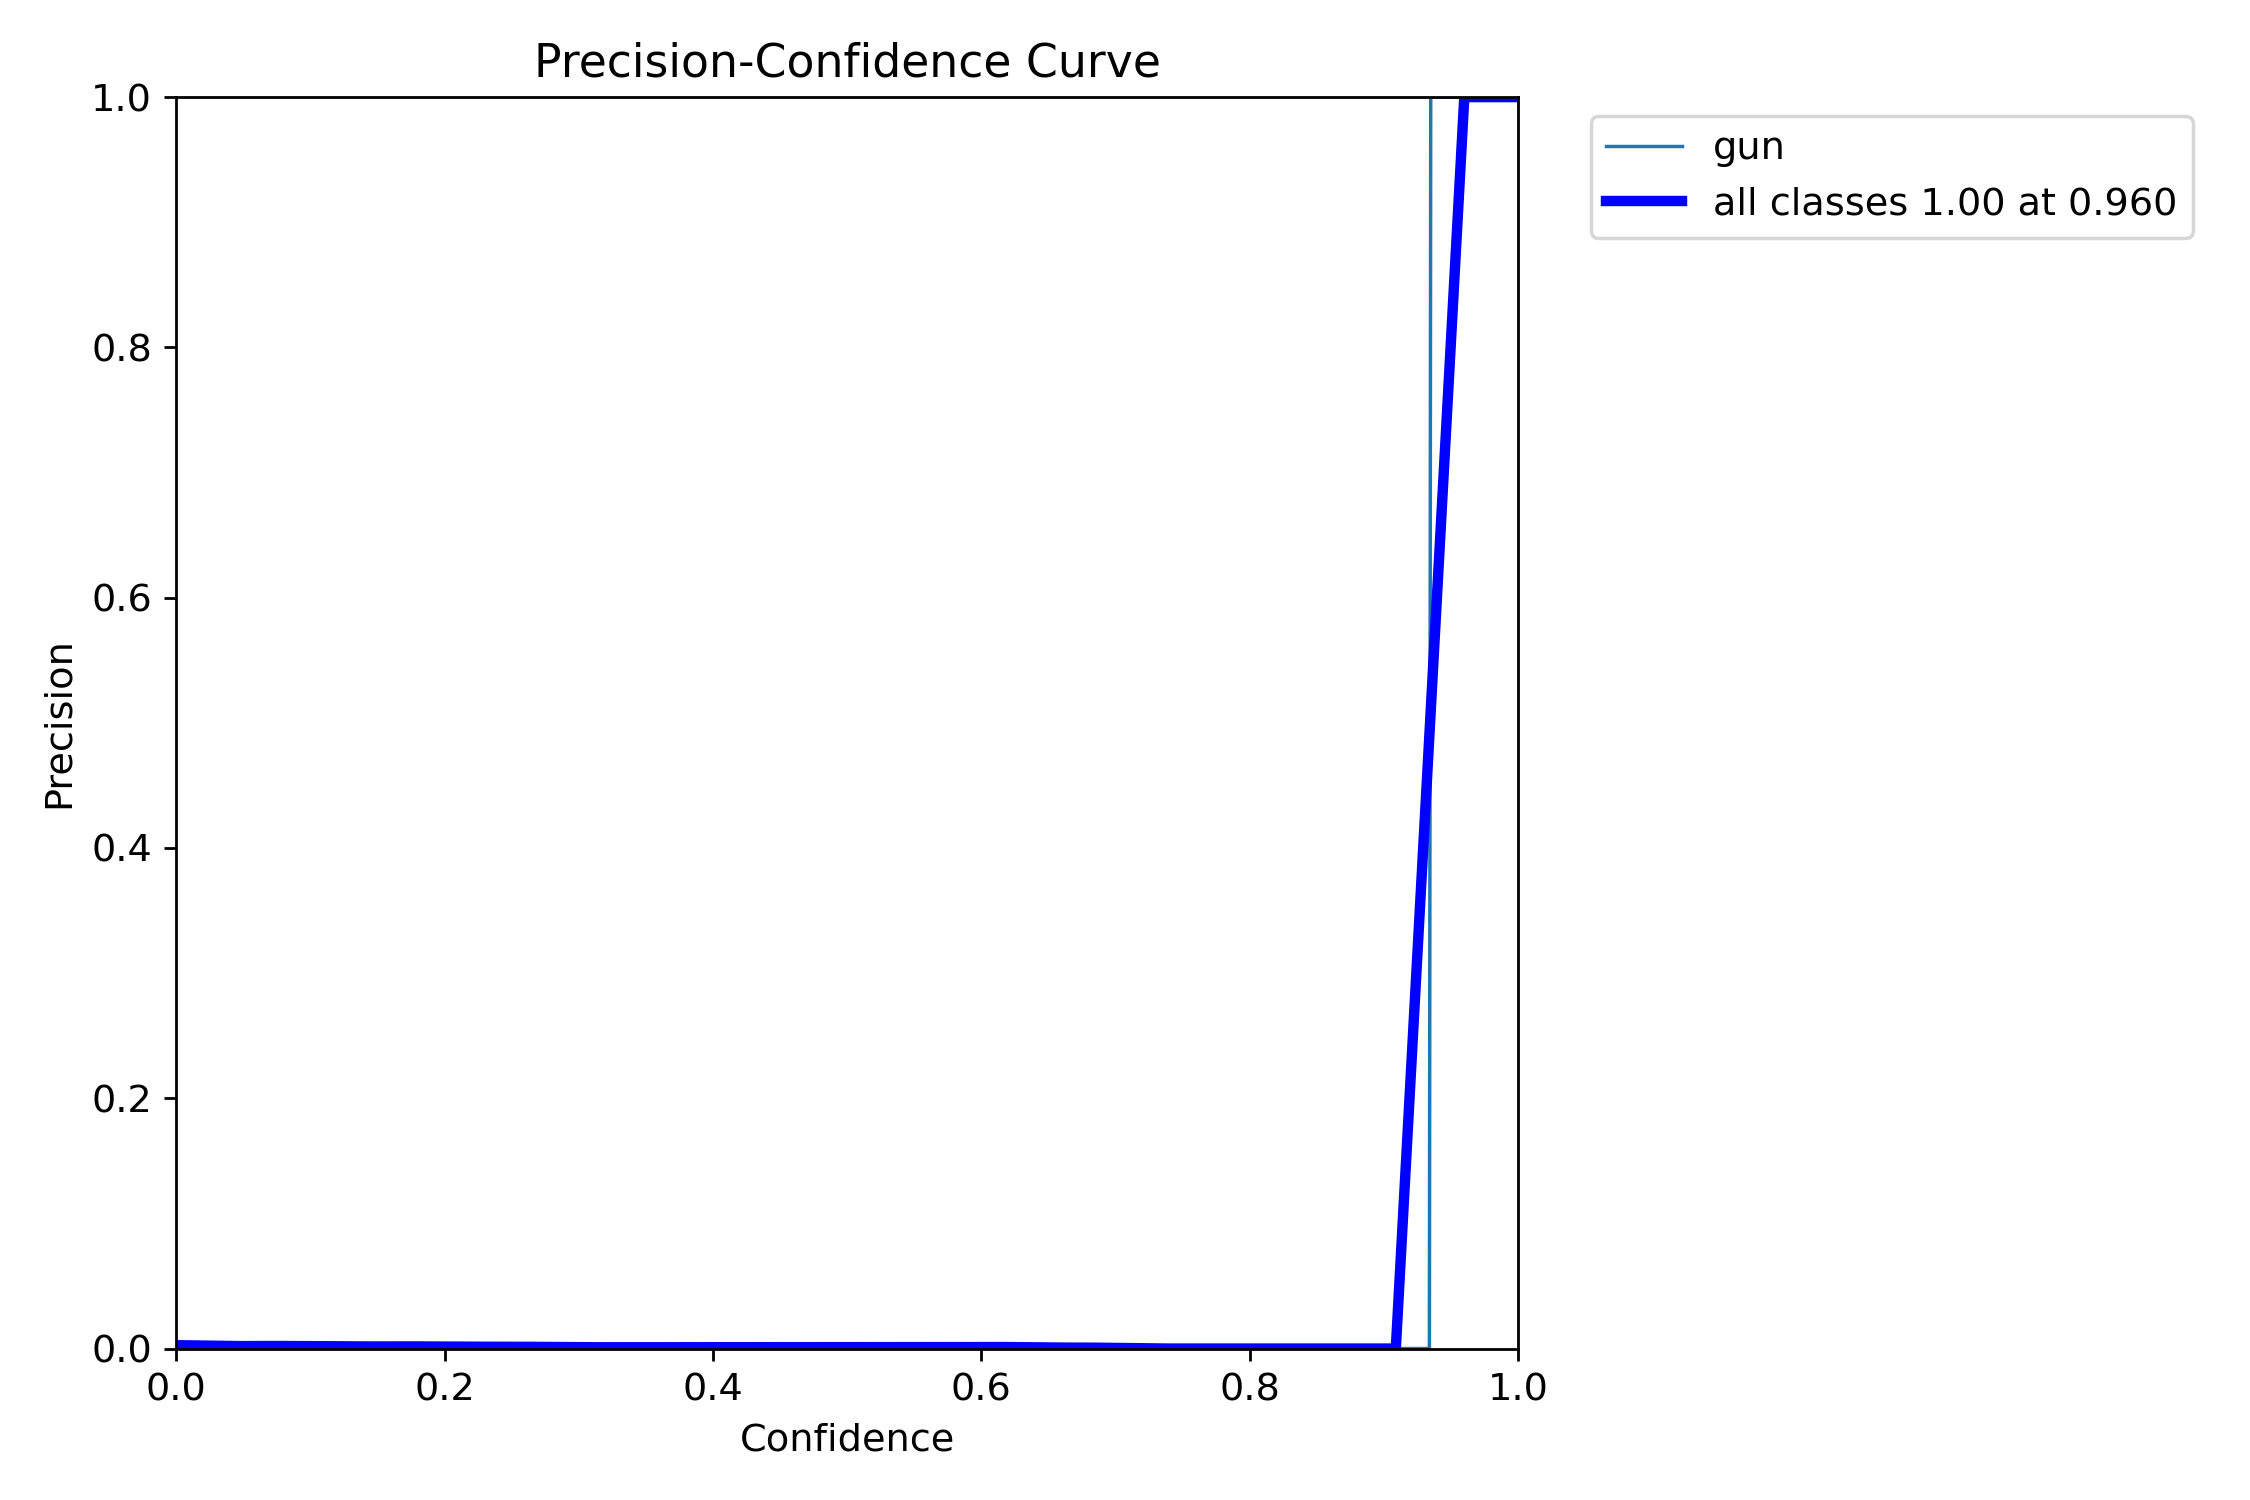 Precision-Confidence Curve
1.0
0.8
0.6
0.4
0.2
0.0
Precision
0.0 0.2 0.4 0.6 0.8 1.0
Confidence
gun
all classes 1.00 at 0.960